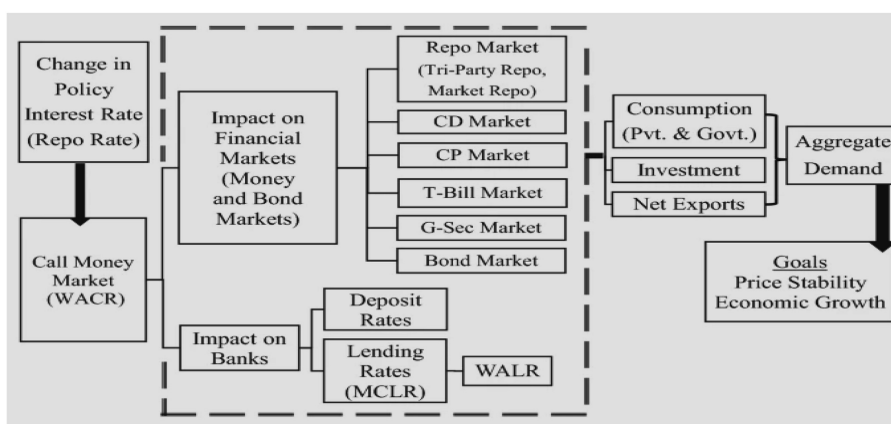 Change in
Policy
Interest Rate
(Repo Rate)
Call Money
Market
(WACR)
Impact on
Financial
Markets
(Money
and Bond
Markets)
Repo Market
(Tri-Party Repo,
Market Repo)
CD Market
CP Market
T-Bill Market
G-Sec Market
Bond Market
Impact on
Banks
Deposit
Rates
Lending
Rates
(MCLR)
WALR
Consumption
(Pvt. & Govt.)
Investment
Net Exports
Aggregate
Demand
Goals
Price Stability
Economic Growth